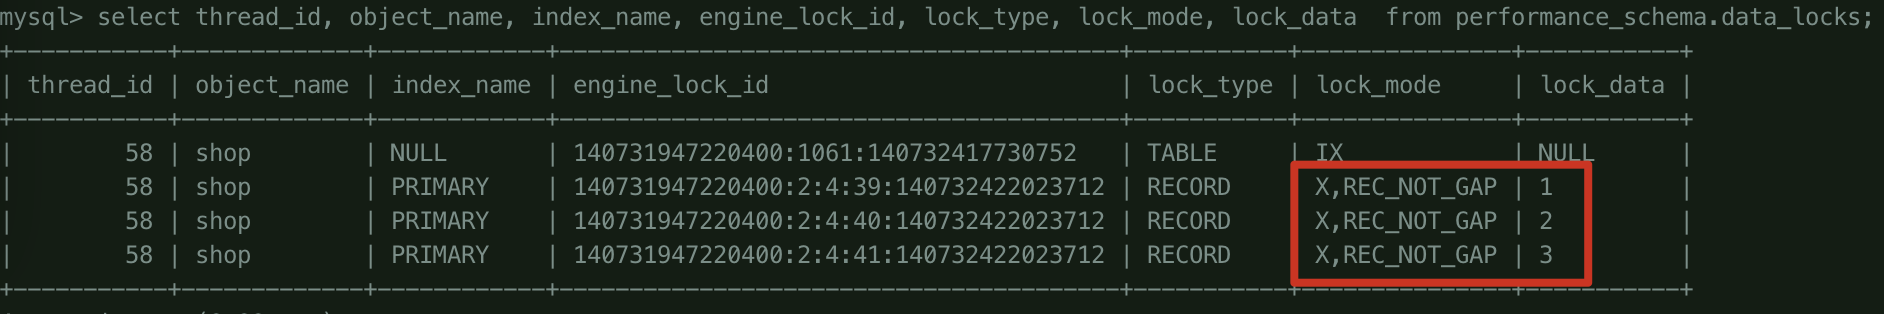 mysql> select thread_id, object_name, index_name, engine_lock_id, lock_type, lock_mode, lock_data  from performance_schema.data_locks;
+-----------+-------------+------------+----------------------------------------+-----------+---------------+-----------+
| thread_id | object_name | index_name | engine_lock_id                         | lock_type | lock_mode     | lock_data |
+-----------+-------------+------------+----------------------------------------+-----------+---------------+-----------+
|        58 | shop        | NULL       | 140731947220400:1061:140732417730752   | TABLE     | IX            | NULL      |
|        58 | shop        | PRIMARY    | 140731947220400:2:4:39:140732422023712 | RECORD    | X,REC_NOT_GAP | 1         |
|        58 | shop        | PRIMARY    | 140731947220400:2:4:40:140732422023712 | RECORD    | X,REC_NOT_GAP | 2         |
|        58 | shop        | PRIMARY    | 140731947220400:2:4:41:140732422023712 | RECORD    | X,REC_NOT_GAP | 3         |
+-----------+-------------+------------+----------------------------------------+-----------+---------------+-----------+